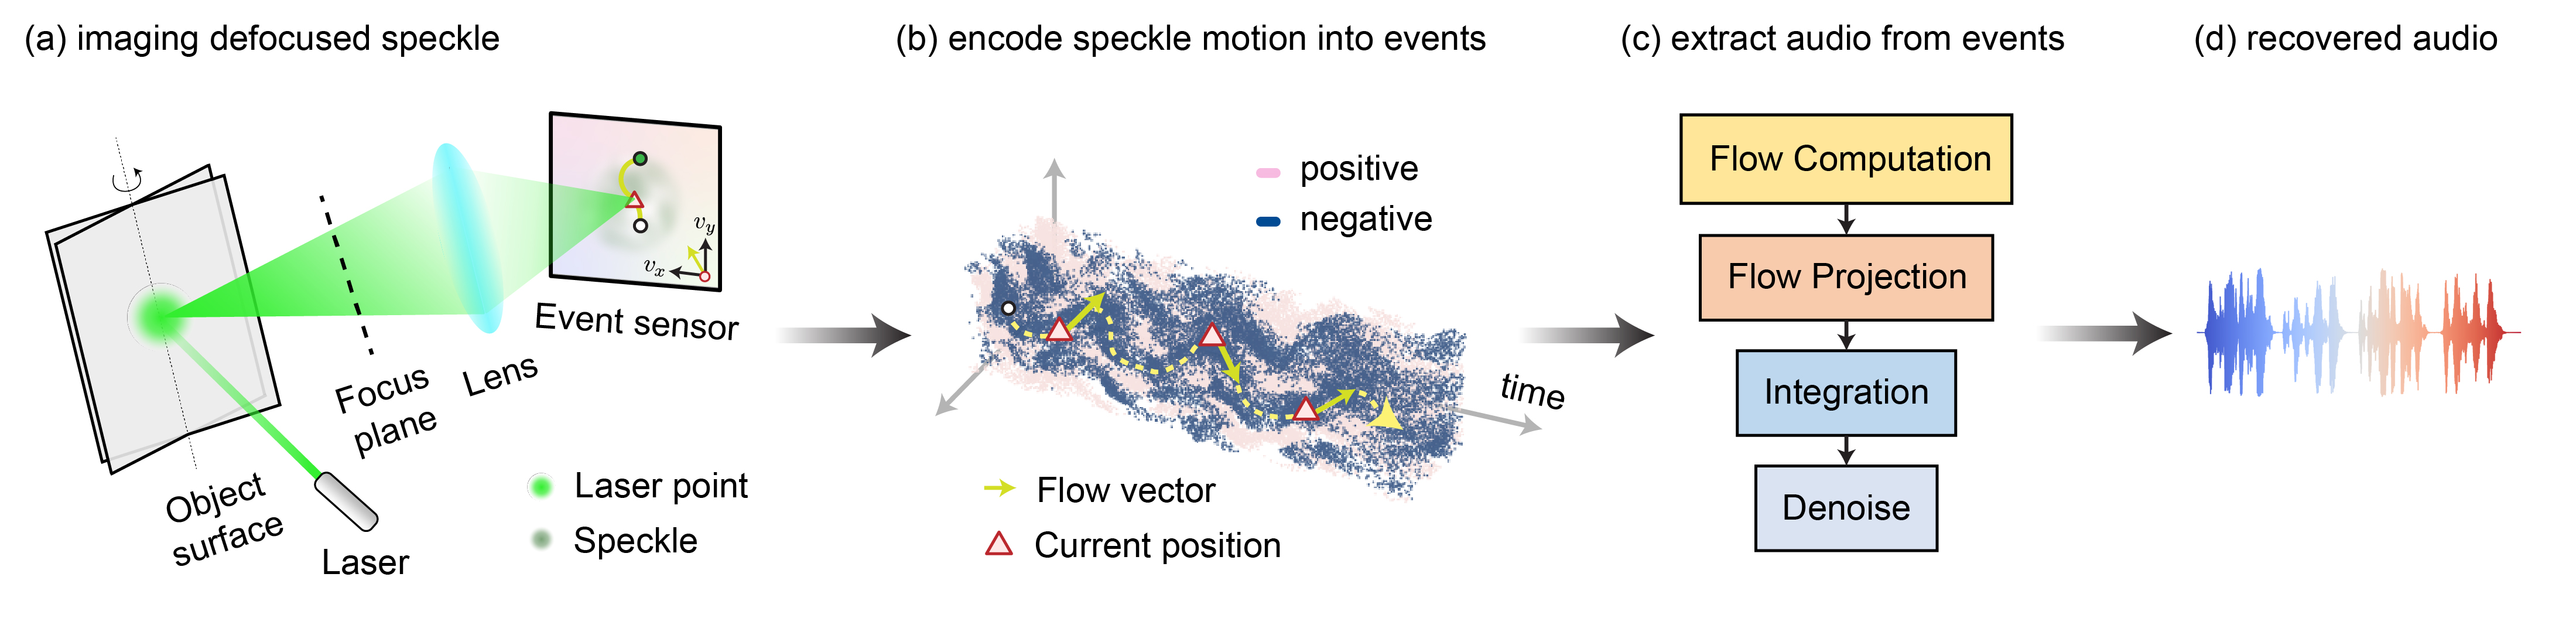 (a) imaging defocused speckle
(b) encode speckle motion into events
(c) extract audio from events
(d) recovered audio
Object
surface
Laser
Focus
plane
Lens
Event sensor
v_y
v_x
Laser point
Speckle
positive
negative
time
Flow vector
Current position
Flow Computation
Flow Projection
Integration
Denoise